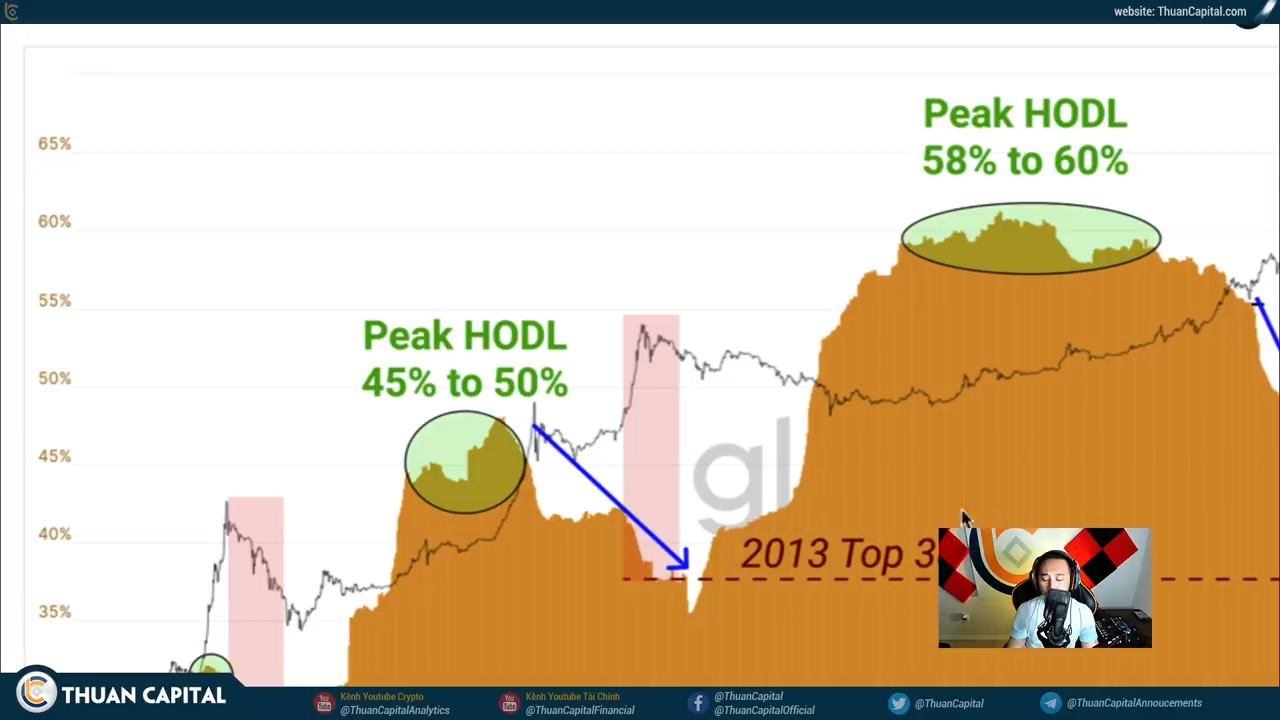 website: ThuanCapital.com
Peak HODL
58% to 60%
65%
60%
55%
Peak HODL
45% to 50%
50%
45%
40%
35%
gl
2013 Top 3
THUAN CAPITAL
Kênh Youtube Crypto
@ThuanCapitalAnalytics
Kênh Youtube Tài Chính
@ThuanCapitalFinancial
@ThuanCapital
@ThuanCapitalOfficial
@ThuanCapital
@ThuanCapitalAnnoucements